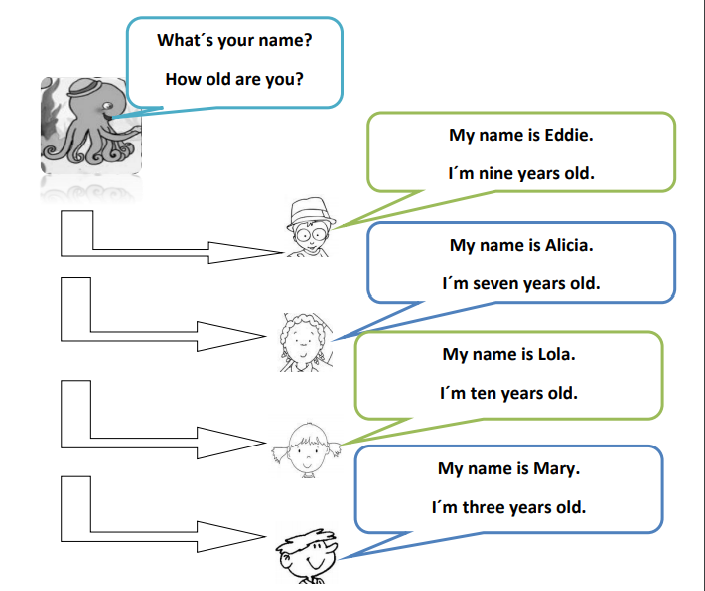 What´s your name?
How old are you?
My name is Eddie.
I´m nine years old.
My name is Alicia.
I´m seven years old.
My name is Lola.
I´m ten years old.
My name is Mary.
I´m three years old.